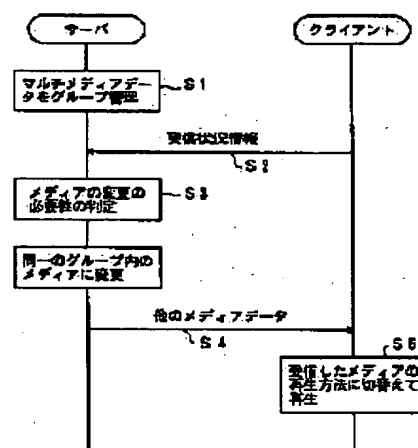 サーバ
クライアント
マルチメディアデー
タをグループ管理
S1
受信状況情報
S2
メディアの変更の
必要性の判定
S3
同一のグループ内の
メディアに変更
他のメディアデータ
S4
S5
受信したメディアの
再生方法に切替えて
再生